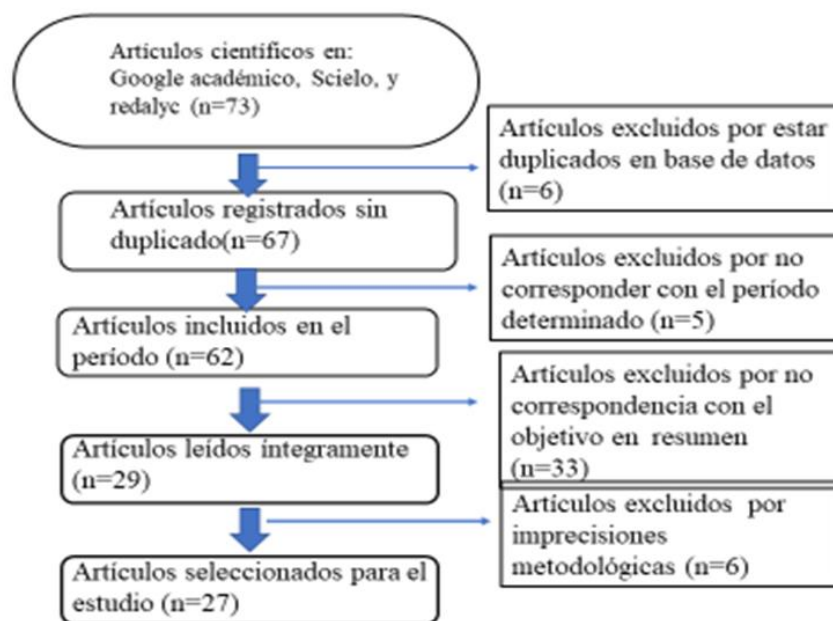 Artículos científicos en:
Google académico, Scielo, y
redalyc (n=73)
Artículos excluidos por estar
duplicados en base de datos
(n=6)
Artículos registrados sin
duplicado(n=67)
Artículos excluidos por no
corresponder con el período
determinado (n=5)
Artículos incluidos en el
período (n=62)
Artículos excluidos por no
correspondencia con el
objetivo en resumen
(n=33)
Artículos leídos íntegramente
(n=29)
Artículos excluidos por
imprecisiones
metodológicas (n=6)
Artículos seleccionados para el
estudio (n=27)